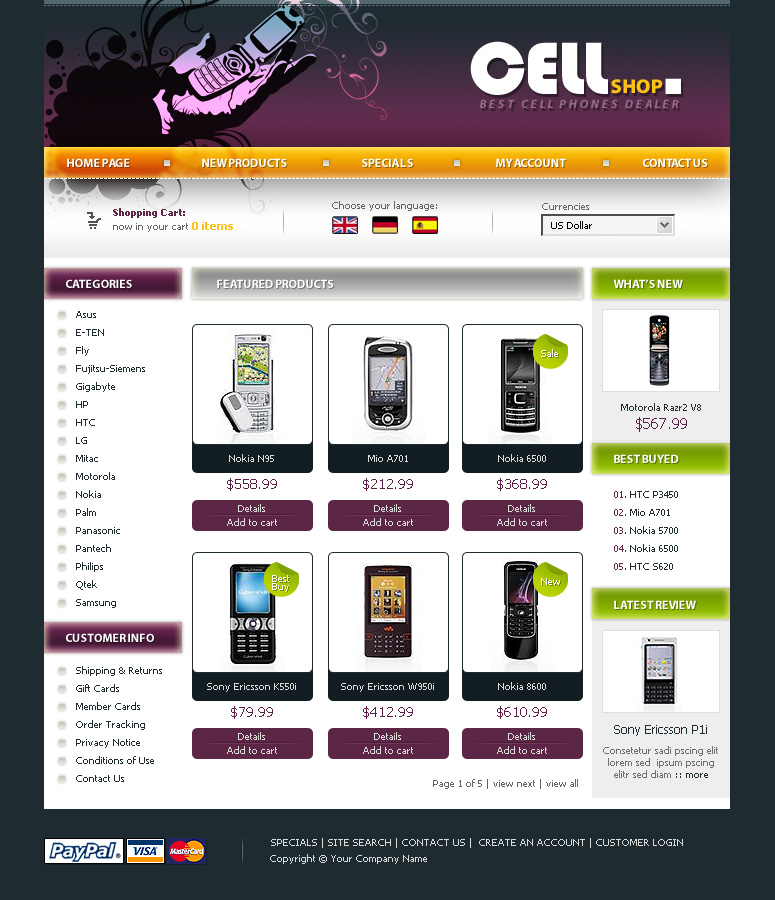 CELL SHOP.
BEST CELL PHONES DEALER
HOME PAGE
NEW PRODUCTS
SPECIALS
MY ACCOUNT
CONTACT US
Shopping Cart:
now in your cart 0 items
Choose your language:
Currencies
US Dollar
CATEGORIES
Asus
E-TEN
Fly
Fujitsu-Siemens
Gigabyte
HP
HTC
LG
Mitac
Motorola
Nokia
Palm
Panasonic
Pantech
Philips
Qtek
Samsung
CUSTOMER INFO
Shipping & Returns
Gift Cards
Member Cards
Order Tracking
Privacy Notice
Conditions of Use
Contact Us
FEATURED PRODUCTS
Nokia N95
$558.99
Details
Add to cart
Mio A701
$212.99
Details
Add to cart
Sale
Nokia 6500
$368.99
Details
Add to cart
Best
Buy
Sony Ericsson K550i
$79.99
Details
Add to cart
Sony Ericsson W950i
$412.99
Details
Add to cart
New
Nokia 8600
$610.99
Details
Add to cart
Page 1 of 5 | view next | view all
WHAT'S NEW
Motorola Razr2 V8
$567.99
BEST BUYED
01. HTC P3450
02. Mio A701
03. Nokia 5700
04. Nokia 6500
05. HTC S620
LATEST REVIEW
Sony Ericsson P1i
Consetetur sadi pscing elit
lorem sed ipsum pscing
elitr sed diam :: more
PayPal
VISA
MasterCard
SPECIALS | SITE SEARCH | CONTACT US | CREATE AN ACCOUNT | CUSTOMER LOGIN
Copyright © Your Company Name